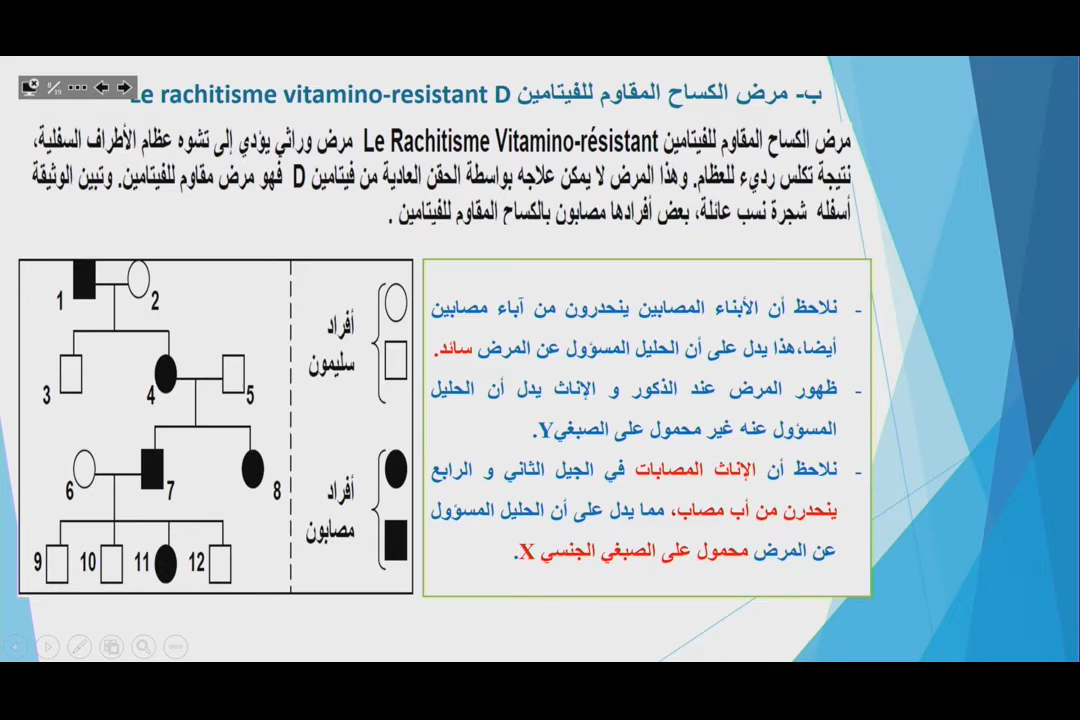 8/19
ب- مرض الكساح المقاوم للفيتامين Le rachitisme vitamino-resistant D
مرض الكساح المقاوم للفيتامين Le Rachitisme Vitamino-résistant مرض وراثي يؤدي إلى تشوه عظام الأطراف السفلية،
نتيجة تكلس رديء للعظام. وهذا المرض لا يمكن علاجه بواسطة الحقن العادية من فيتامين D فهو مرض مقاوم للفيتامين. وتبين الوثيقة
أسفله شجرة نسب عائلة، بعض أفرادها مصابون بالكساح المقاوم للفيتامين .
- نلاحظ أن الأبناء المصابين ينحدرون من آباء مصابين
أيضا،هذا يدل على أن الحليل المسؤول عن المرض سائد.
- ظهور المرض عند الذكور و الإناث يدل أن الحليل
المسؤول عنه غير محمول على الصبغيY.
- نلاحظ أن الإناث المصابات في الجيل الثاني و الرابع
ينحدرن من أب مصاب، مما يدل على أن الحليل المسؤول
عن المرض محمول على الصبغي الجنسي X.
أفراد
سليمون
أفراد
مصابون
1 2
3 4 5
6 7 8
9 10 11 12